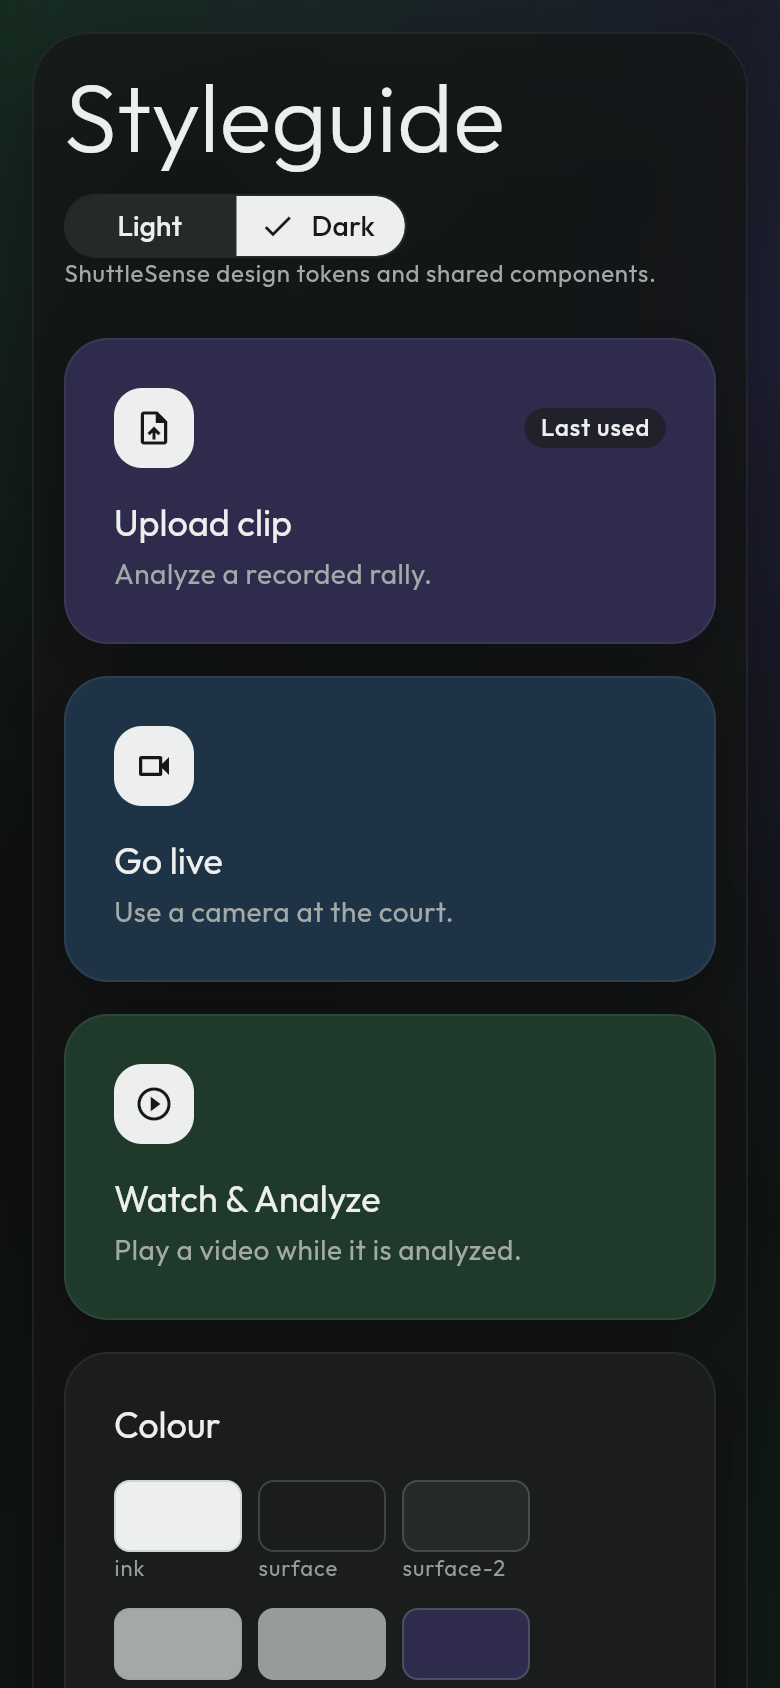 Styleguide
Light
Dark
ShuttleSense design tokens and shared components.
Last used
Upload clip
Analyze a recorded rally.
Go live
Use a camera at the court.
Watch & Analyze
Play a video while it is analyzed.
Colour
ink surface surface-2